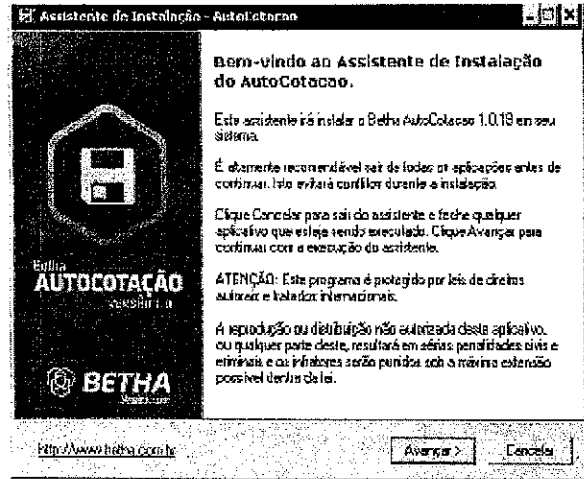 Assistente de Instalação - AutoCotacao
Bem-vindo ao Assistente de Instalação
do AutoCotacao.
Este assistente irá instalar o Betha AutoCotacao 1.0.19 em seu
sistema.
É altamente recomendável sair de todas as aplicações antes de
continuar. Isto evitará conflitos durante a instalação.
Clique Cancelar para sair do assistente e feche qualquer
aplicativo que esteja sendo executado. Clique Avançar para
continuar com a execução do assistente.
ATENÇÃO: Este programa é protegido por leis de direitos
autorais e tratados internacionais.
A reprodução ou distribuição não autorizada deste aplicativo,
ou qualquer parte deste, resultará em sérias penalidades civis e
criminais e os infratores serão punidos sob a máxima extensão
possível dentro da lei.
Betha
AUTOCOTAÇÃO
VERSÃO 1.0
BETHA
http://www.betha.com.br
Avançar >
Cancelar